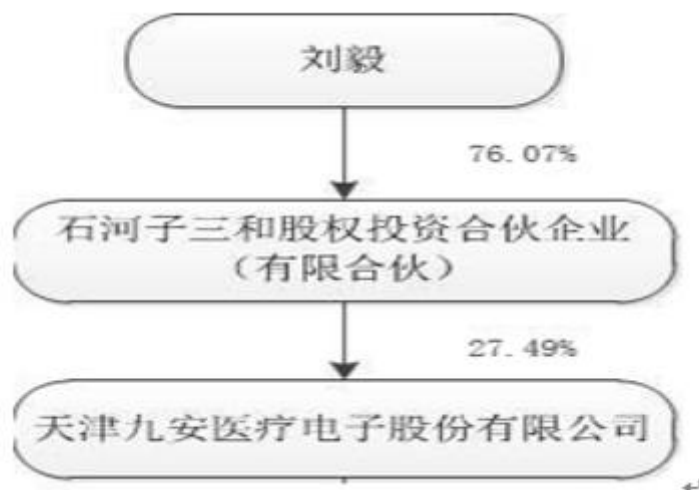 刘毅
76.07%
石河子三和股权投资合伙企业
（有限合伙）
27.49%
天津九安医疗电子股份有限公司